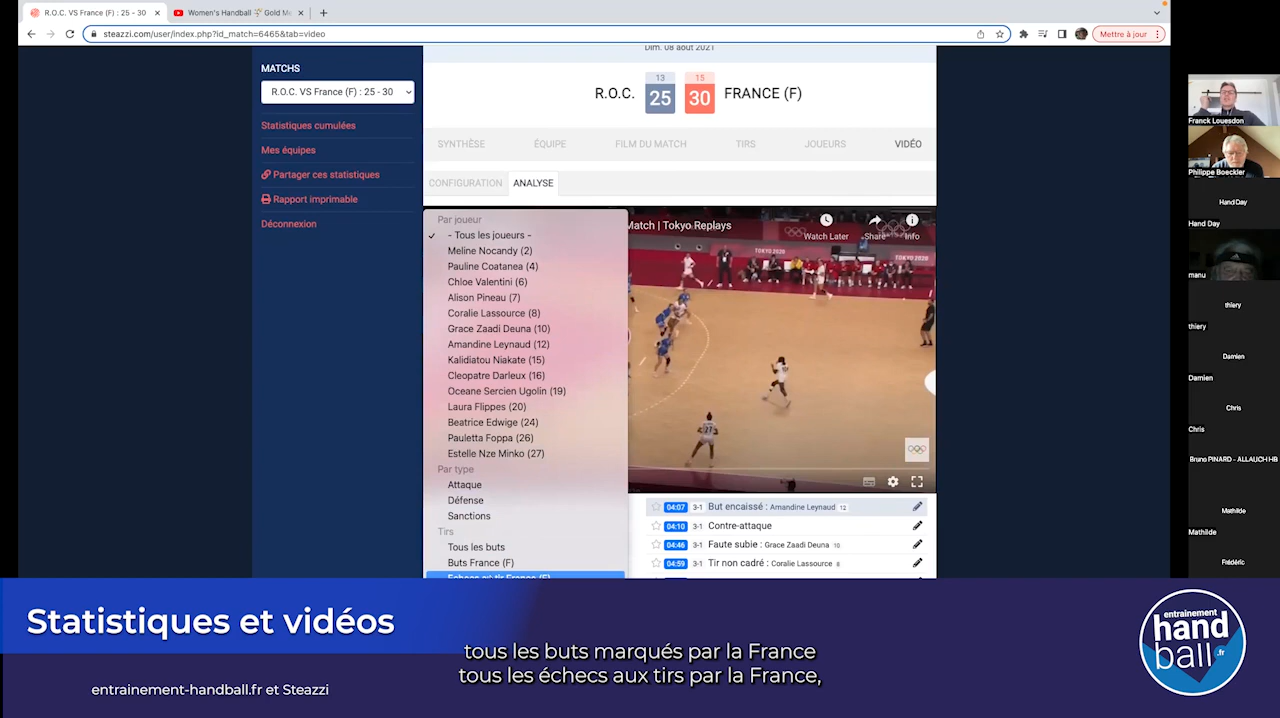 R.O.C. VS France (F) : 25 - 30
Women's Handball 🤾 Gold Me
steazzi.com/user/index.php?id_match=6465&tab=video
Mettre à jour
MATCHS
R.O.C. VS France (F) : 25 - 30
Statistiques cumulées
Mes équipes
Partager ces statistiques
Rapport imprimable
Déconnexion
Dim. 08 août 2021
13 15
R.O.C. 25 30 FRANCE (F)
SYNTHÈSE ÉQUIPE FILM DU MATCH TIRS JOUEURS VIDÉO
CONFIGURATION ANALYSE
Par joueur
- Tous les joueurs -
Meline Nocandy (2)
Pauline Coatanea (4)
Chloe Valentini (6)
Alison Pineau (7)
Coralie Lassource (8)
Grace Zaadi Deuna (10)
Amandine Leynaud (12)
Kalidiatou Niakate (15)
Cleopatre Darleux (16)
Oceane Sercien Ugolin (19)
Laura Flippes (20)
Beatrice Edwige (24)
Pauletta Foppa (26)
Estelle Nze Minko (27)
Par type
Attaque
Défense
Sanctions
Tirs
Tous les buts
Buts France (F)
Echecs au tir France (F)
Match | Tokyo Replays
Watch Later
Share
Info
TOKYO 2020
TOKYO 2020
04:07 3-1 But encaissé : Amandine Leynaud 12
04:10 3-1 Contre-attaque
04:46 3-1 Faute subie : Grace Zaadi Deuna 10
04:59 3-1 Tir non cadré : Coralie Lassource 8
Franck Louesdon
Philippe Boeckler
Hand Day
Hand Day
manu
thiery
thiery
Damien
Damien
Chris
Chris
Bruno PINARD - ALLAUCH HB
Mathilde
Mathilde
Frédéric
Statistiques et vidéos
entrainement-handball.fr et Steazzi
tous les buts marqués par la France
tous les échecs aux tirs par la France,
entrainement
hand
ball.fr